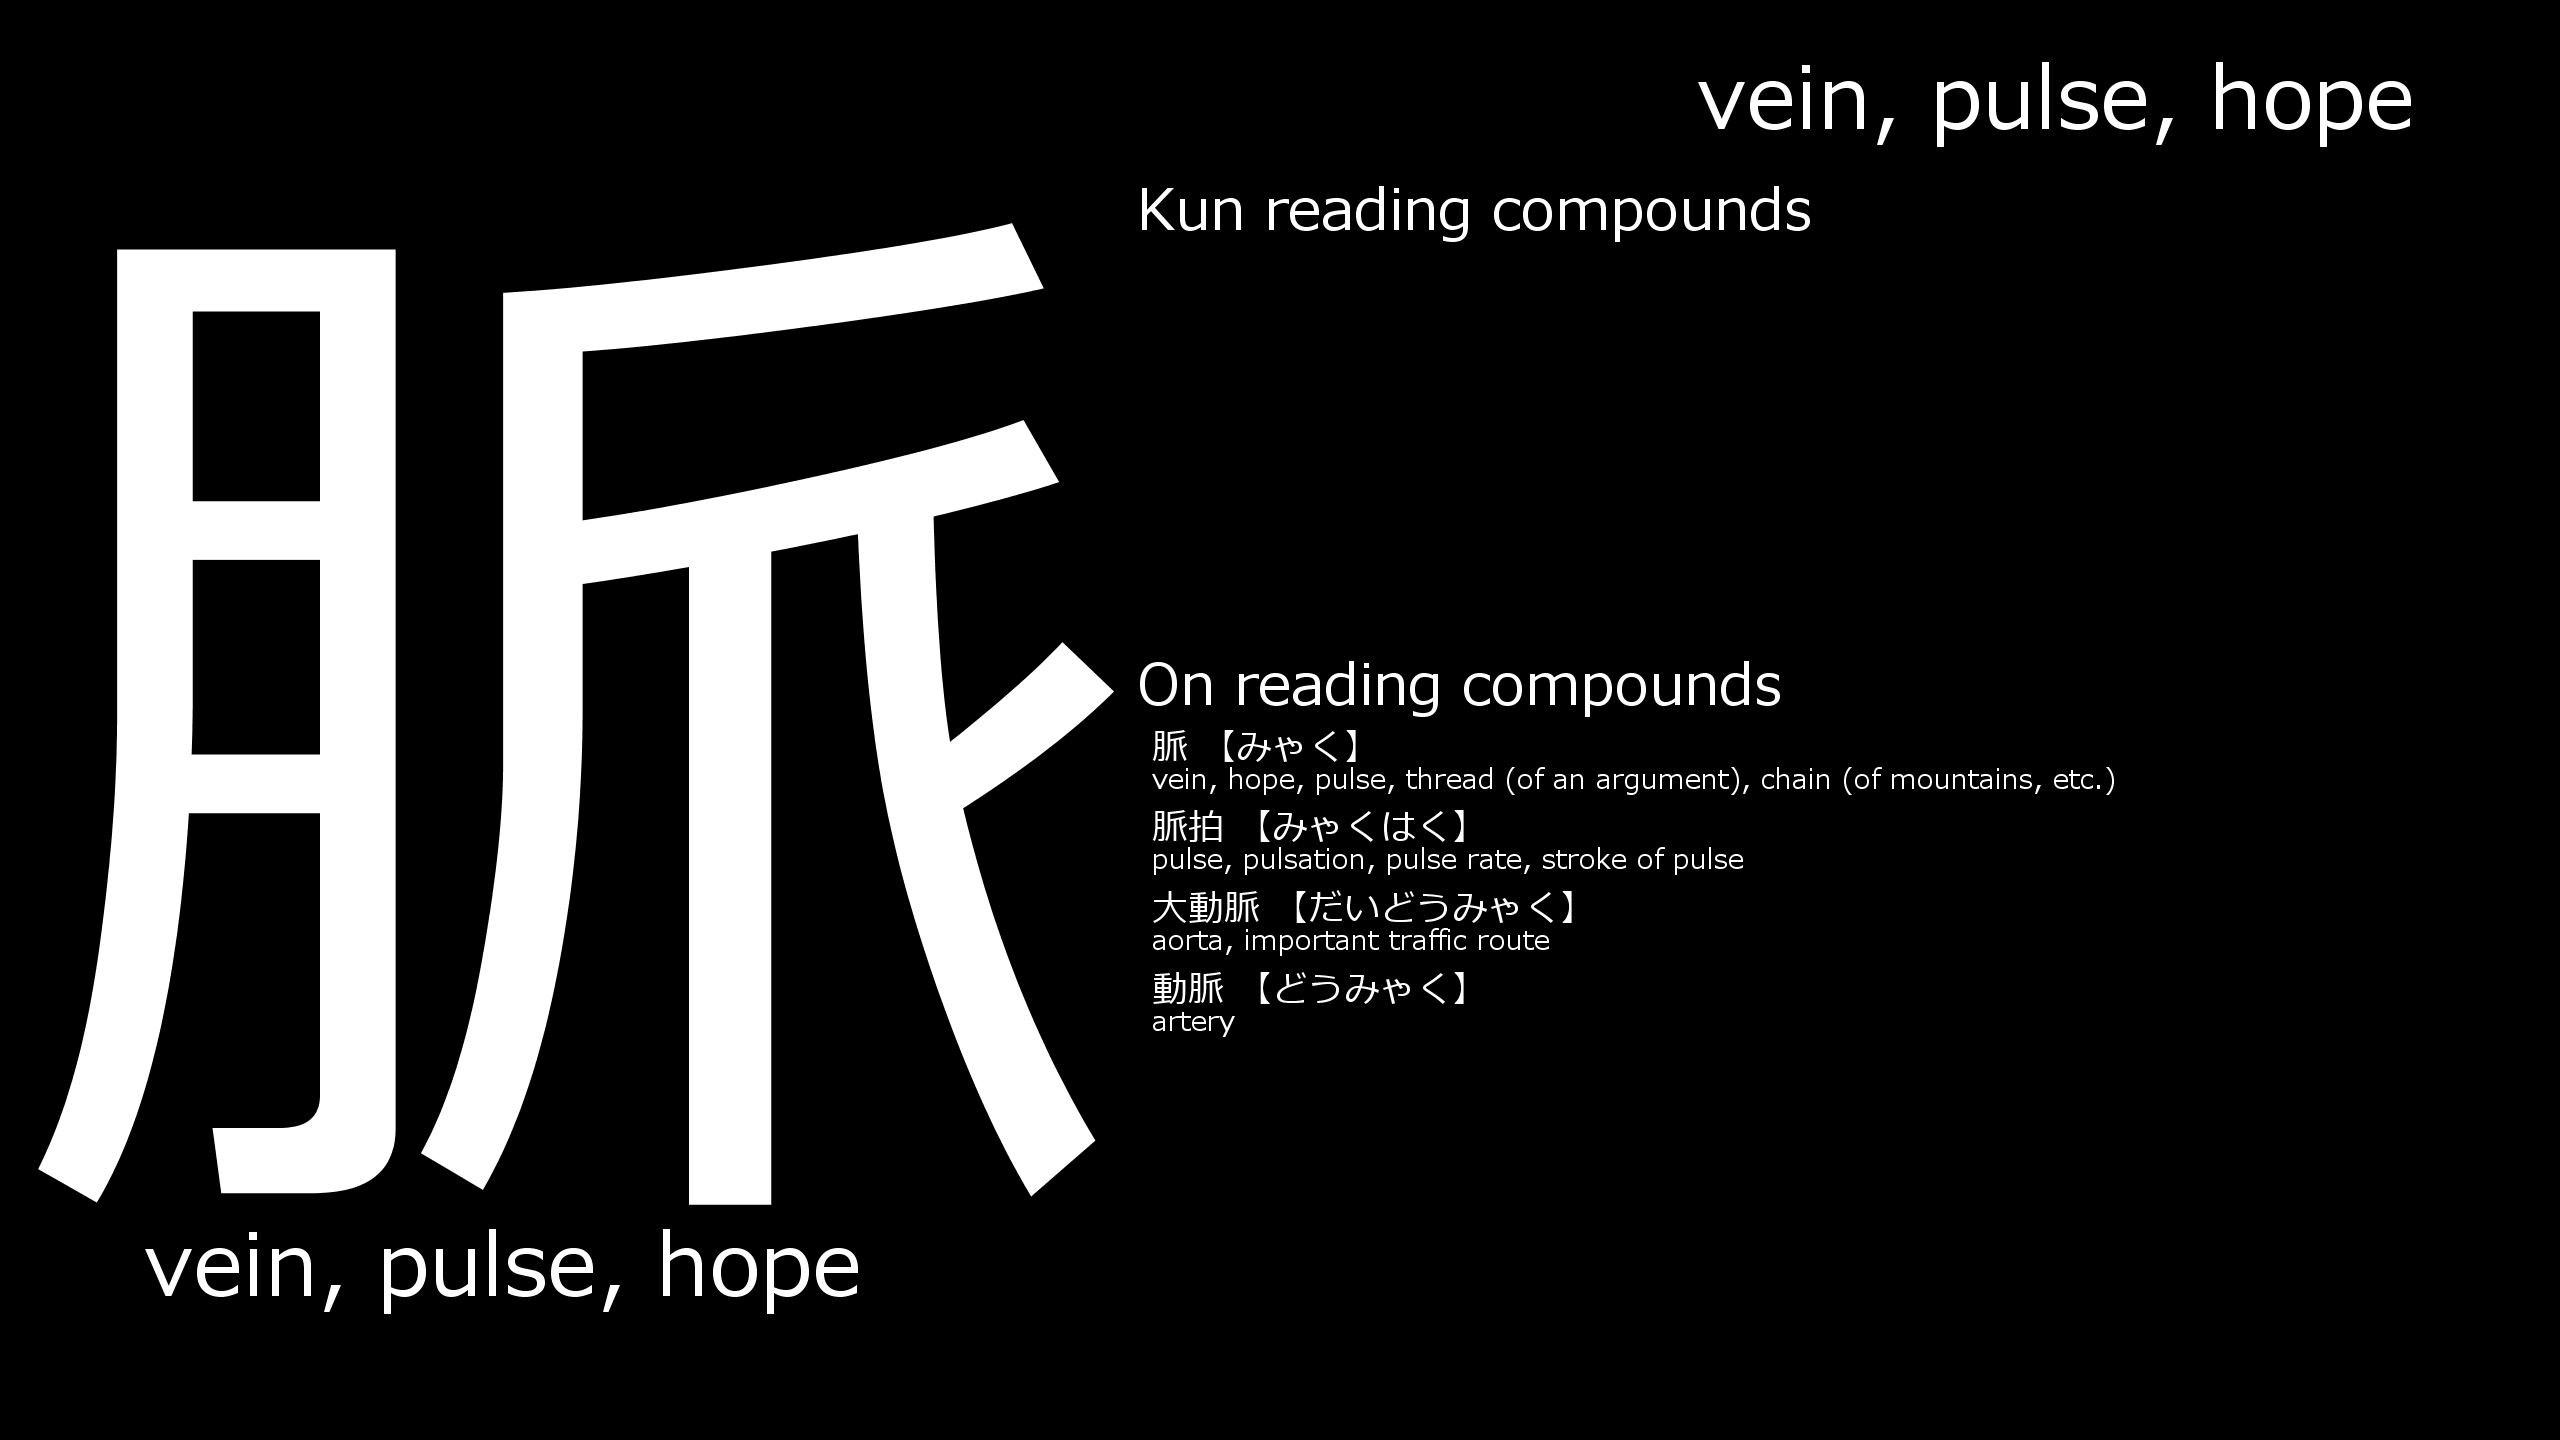 vein, pulse, hope
Kun reading compounds
脈
On reading compounds
脈 【みゃく】
vein, hope, pulse, thread (of an argument), chain (of mountains, etc.)
脈拍 【みゃくはく】
pulse, pulsation, pulse rate, stroke of pulse
大動脈 【だいどうみゃく】
aorta, important traffic route
動脈 【どうみゃく】
artery
vein, pulse, hope